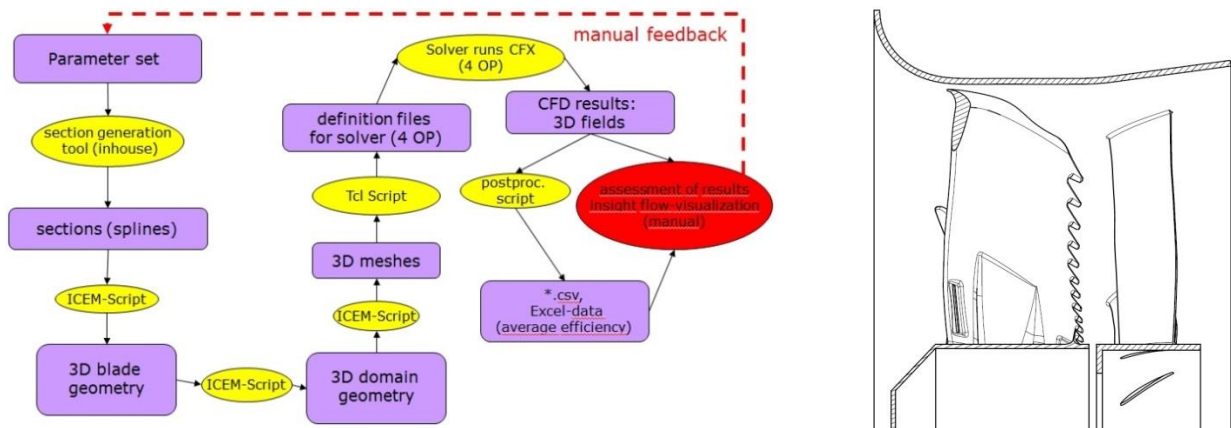 manual feedback
Parameter set
section generation
tool (inhouse)
sections (splines)
ICEM-Script
3D blade
geometry
ICEM-Script
3D domain
geometry
ICEM-Script
3D meshes
Tcl Script
definition files
for solver (4 OP)
Solver runs CFX
(4 OP)
CFD results:
3D fields
postproc.
script
*.csv,
Excel-data
(average efficiency)
assessment of results
insight flow-visualization
(manual)